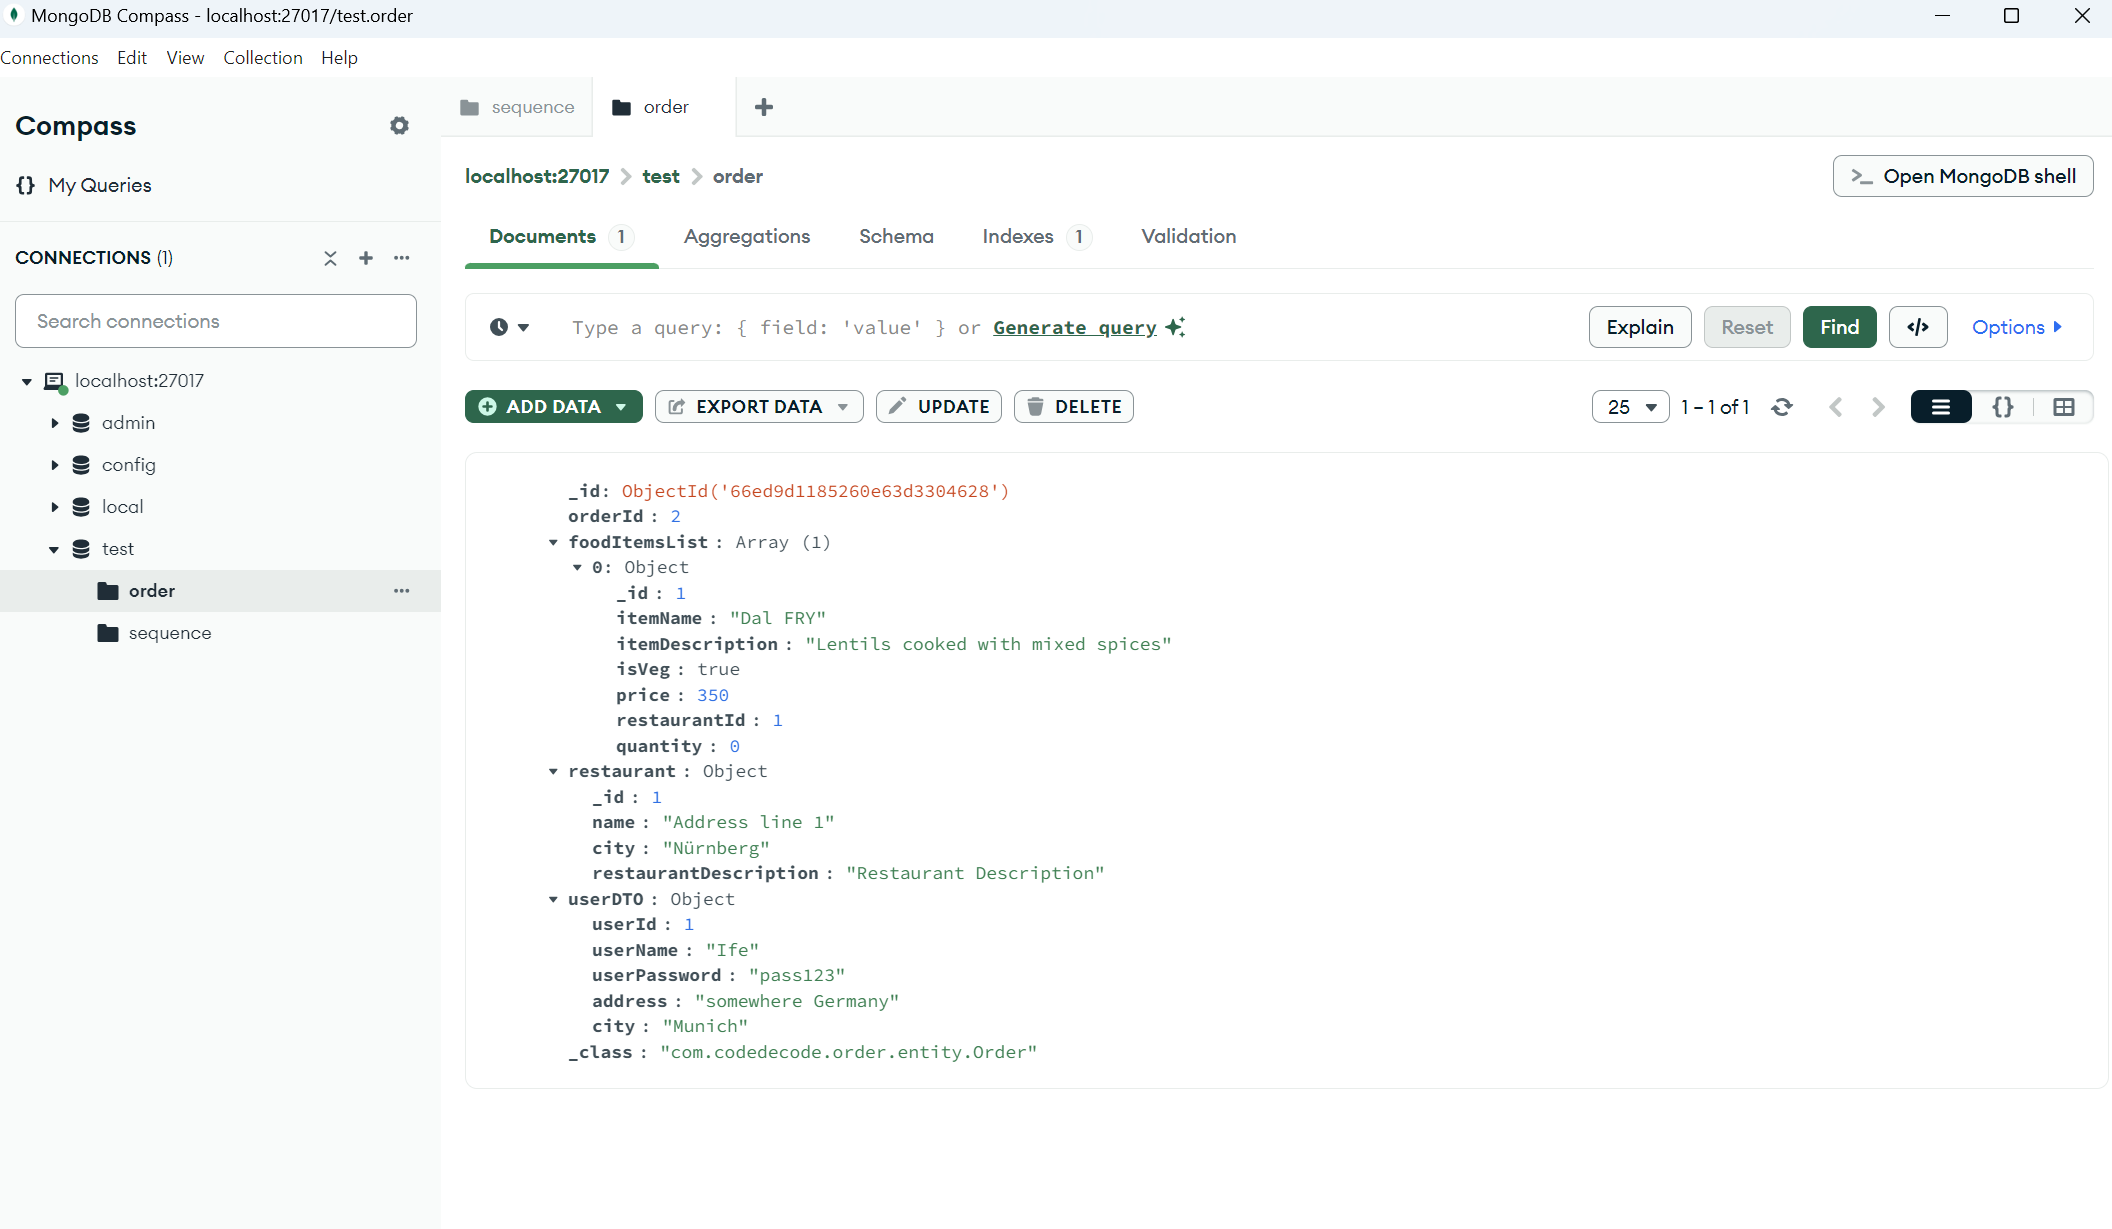 MongoDB Compass - localhost:27017/test.order
Connections Edit View Collection Help
Compass
{} My Queries
CONNECTIONS (1)
Search connections
localhost:27017
admin
config
local
test
order
sequence
sequence order
localhost:27017 > test > order
>_ Open MongoDB shell
Documents 1 Aggregations Schema Indexes 1 Validation
Type a query: { field: 'value' } or Generate query
Explain Reset Find </> Options
ADD DATA EXPORT DATA UPDATE DELETE
25 1 – 1 of 1 {}
_id: ObjectId('66ed9d1185260e63d3304628')
orderId : 2
foodItemsList : Array (1)
0: Object
_id : 1
itemName : "Dal FRY"
itemDescription : "Lentils cooked with mixed spices"
isVeg : true
price : 350
restaurantId : 1
quantity : 0
restaurant : Object
_id : 1
name : "Address line 1"
city : "Nürnberg"
restaurantDescription : "Restaurant Description"
userDTO : Object
userId : 1
userName : "Ife"
userPassword : "pass123"
address : "somewhere Germany"
city : "Munich"
_class : "com.codedecode.order.entity.Order"